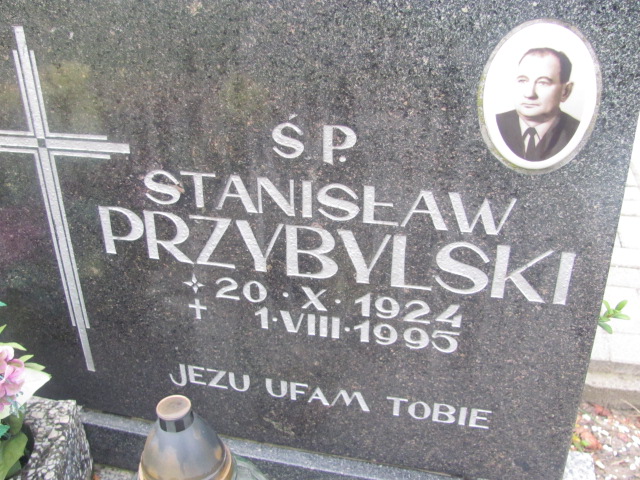 Ś.P.
STANISŁAW
PRZYBYLSKI
20·X·1924
1·VIII·1995
JEZU UFAM TOBIE